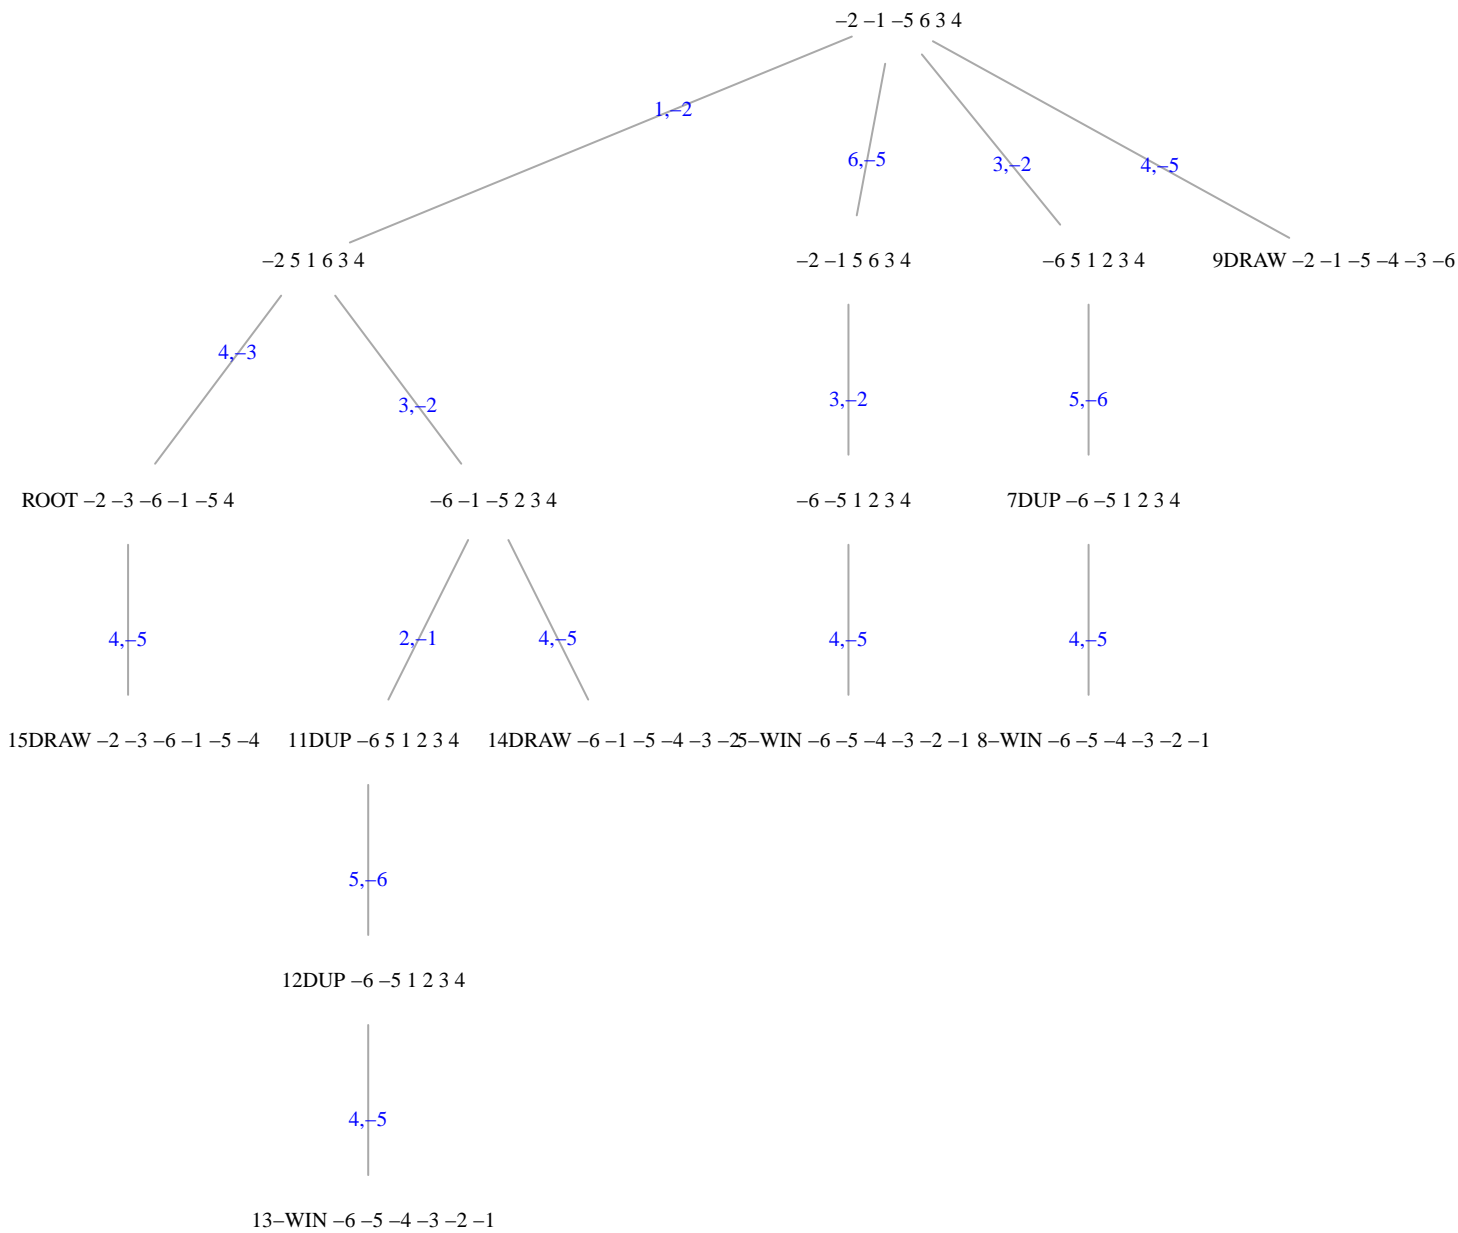 –2 –1 –5 6 3 4
1,–2
6,–5
3,–2
4,–5
–2 5 1 6 3 4
–2 –1 5 6 3 4
–6 5 1 2 3 4
9DRAW –2 –1 –5 –4 –3 –6
4,–3
3,–2
3,–2
5,–6
ROOT –2 –3 –6 –1 –5 4
–6 –1 –5 2 3 4
–6 –5 1 2 3 4
7DUP –6 –5 1 2 3 4
4,–5
2,–1
4,–5
4,–5
4,–5
15DRAW –2 –3 –6 –1 –5 –4
11DUP –6 5 1 2 3 4
14DRAW –6 –1 –5 –4 –3 –2
5–WIN –6 –5 –4 –3 –2 –1
8–WIN –6 –5 –4 –3 –2 –1
5,–6
12DUP –6 –5 1 2 3 4
4,–5
13–WIN –6 –5 –4 –3 –2 –1